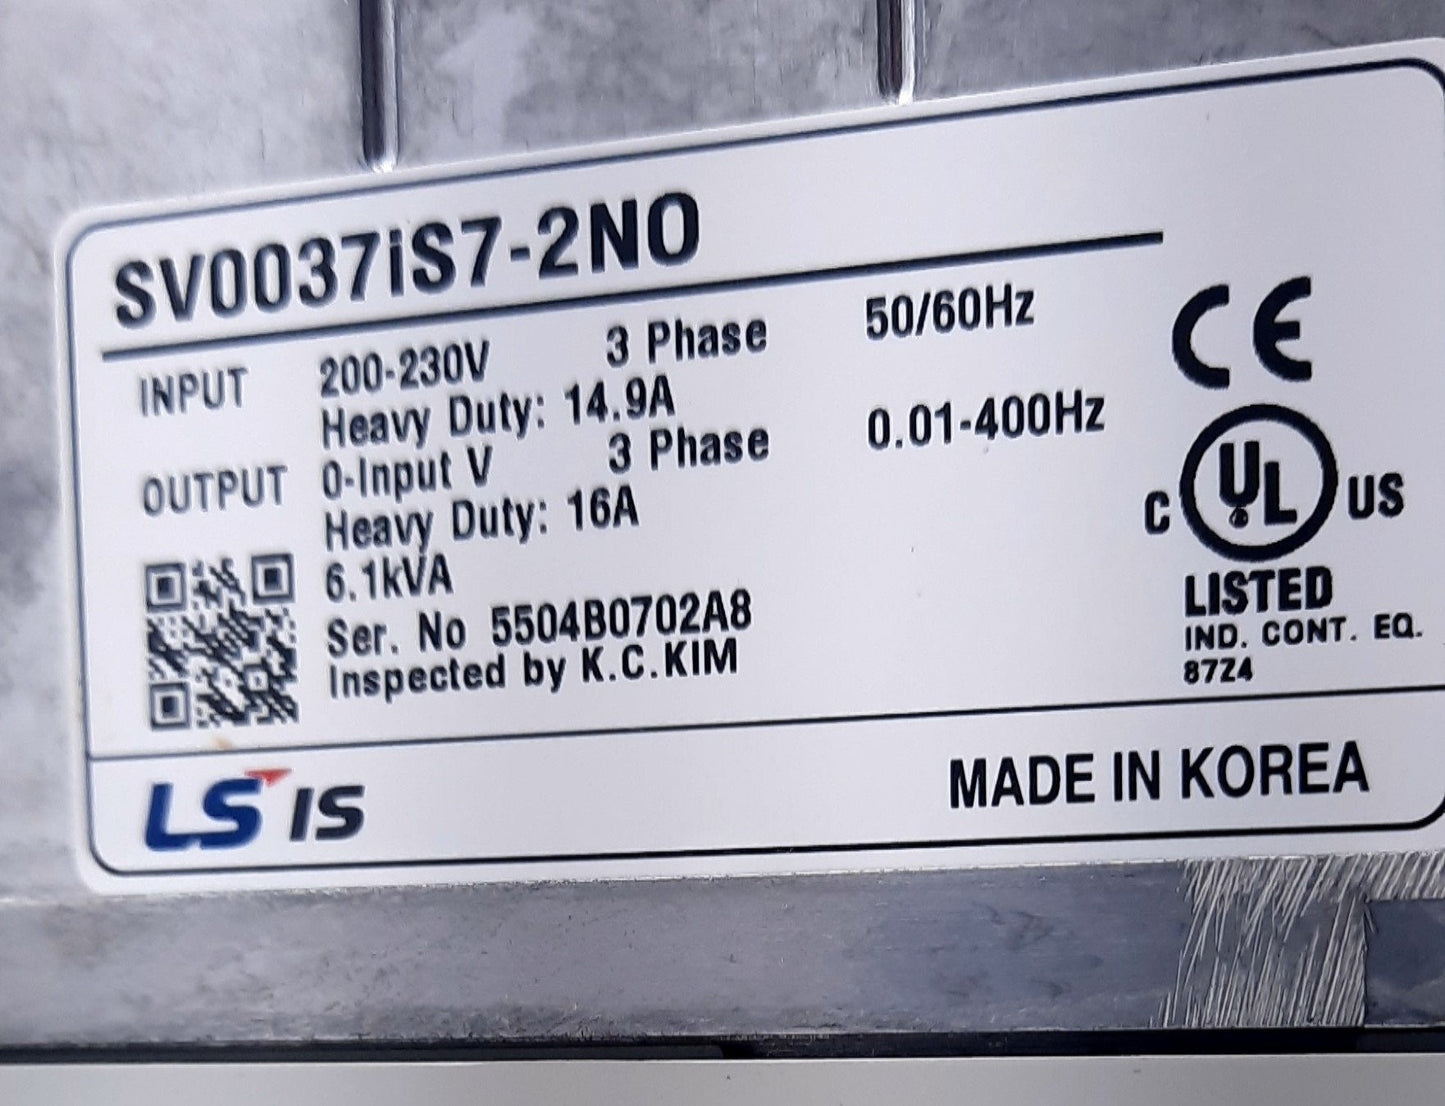 SV0037iS7-2NO
INPUT 200-230V 3 Phase 50/60Hz
Heavy Duty: 14.9A
OUTPUT 0-Input V 3 Phase 0.01-400Hz
Heavy Duty: 16A
6.1kVA
Ser. No 5504B0702A8
Inspected by K.C.KIM
CE
C UL US
LISTED
IND. CONT. EQ.
87Z4
LS IS
MADE IN KOREA